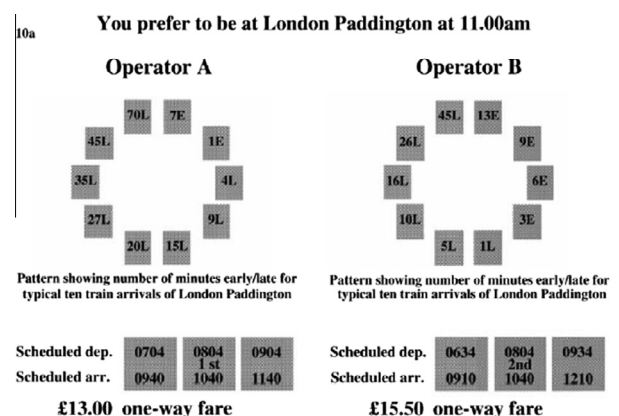 10a
You prefer to be at London Paddington at 11.00am
Operator A
70L 7E
45L 1E
35L 4L
27L 9L
20L 15L
Pattern showing number of minutes early/late for
typical ten train arrivals of London Paddington
Scheduled dep. 0704 0804 0904
1 st
Scheduled arr. 0940 1040 1140
£13.00 one-way fare
Operator B
45L 13E
26L 9E
16L 6E
10L 3E
5L 1L
Pattern showing number of minutes early/late for
typical ten train arrivals of London Paddington
Scheduled dep. 0634 0804 0934
2nd
Scheduled arr. 0910 1040 1210
£15.50 one-way fare